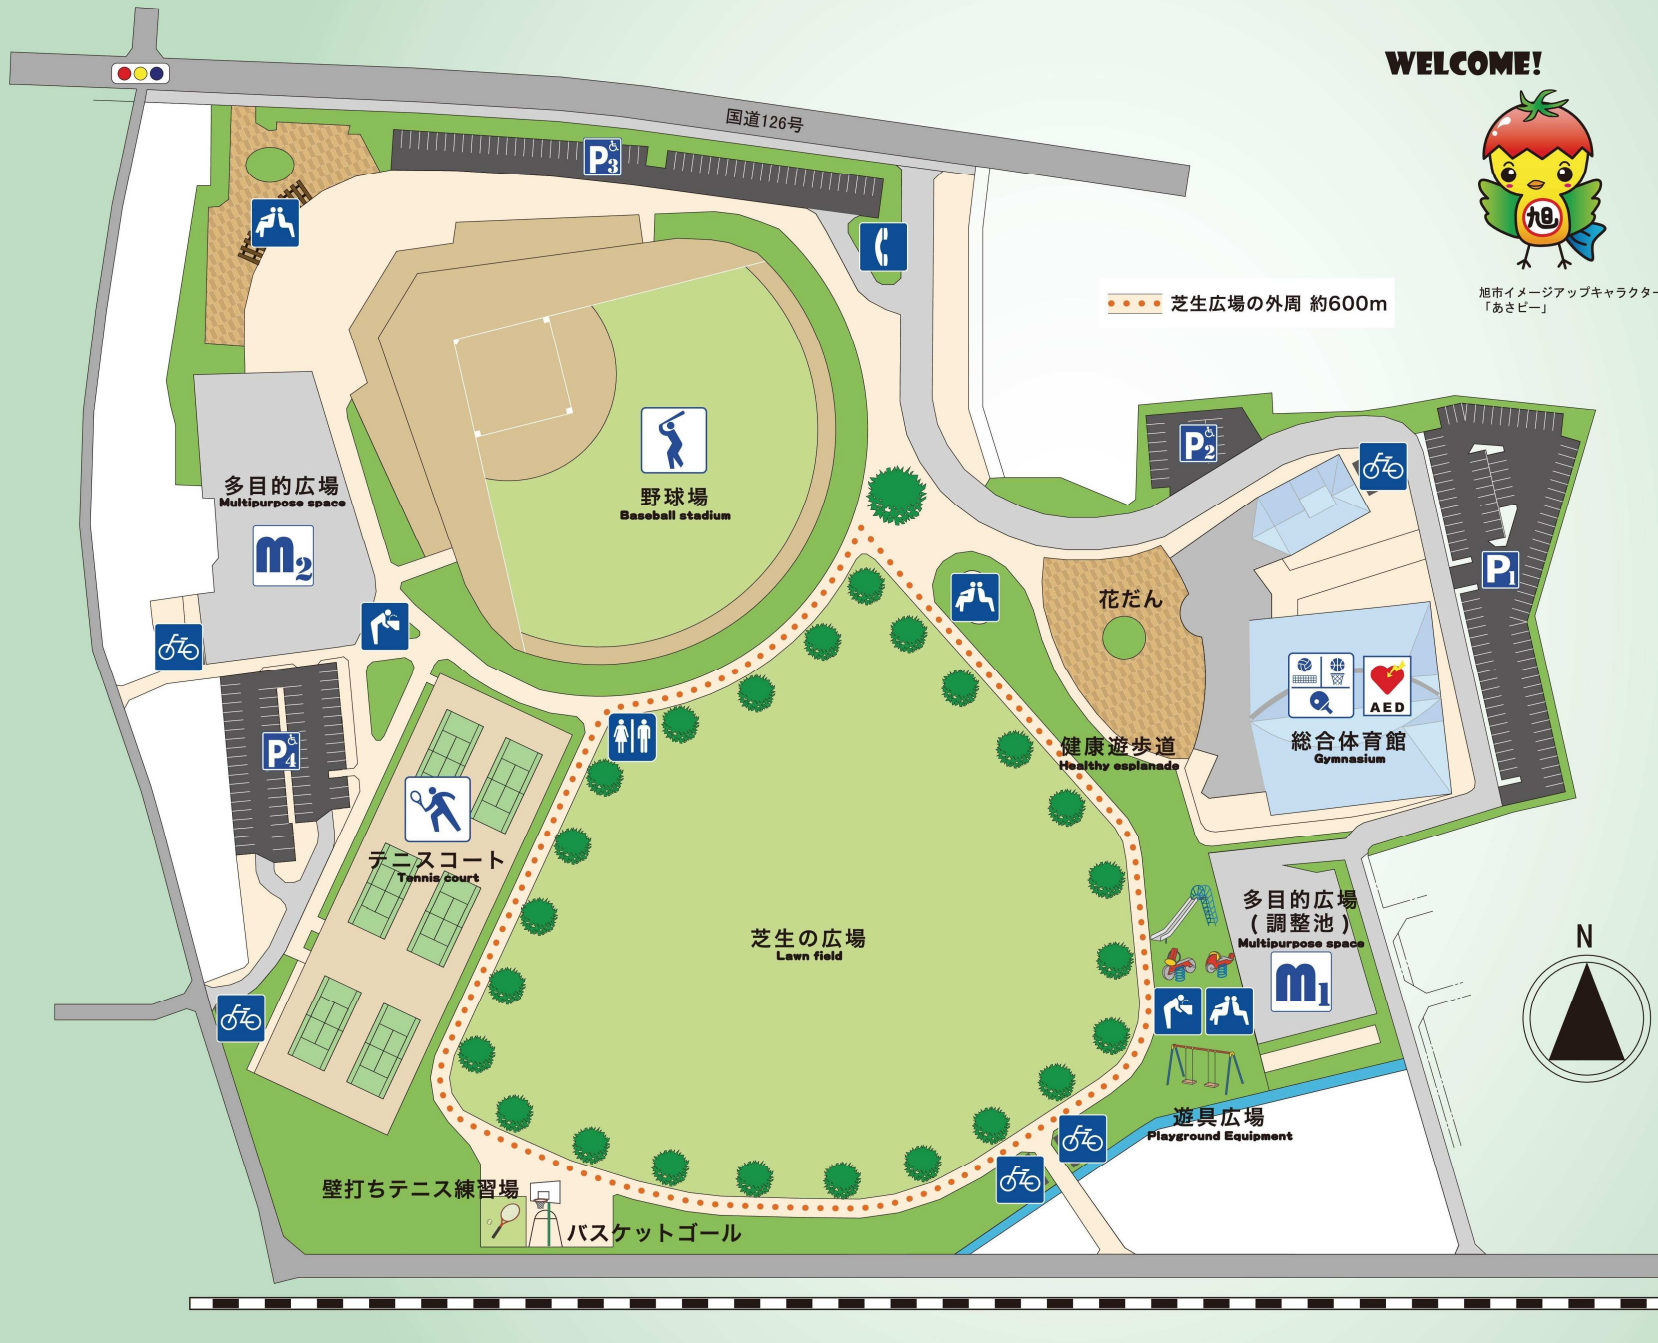 WELCOME!
国道126号
P3
旭
旭市イメージアップキャラクター
「あさピー」
芝生広場の外周 約600m
P2
多目的広場
Multipurpose space
m2
野球場
Baseball stadium
P1
花だん
AED
総合体育館
Gymnasium
健康遊歩道
Healthy esplanade
P4
テニスコート
Tennis court
芝生の広場
Lawn field
多目的広場
(調整池)
Multipurpose space
m1
N
遊具広場
Playground Equipment
壁打ちテニス練習場
バスケットゴール